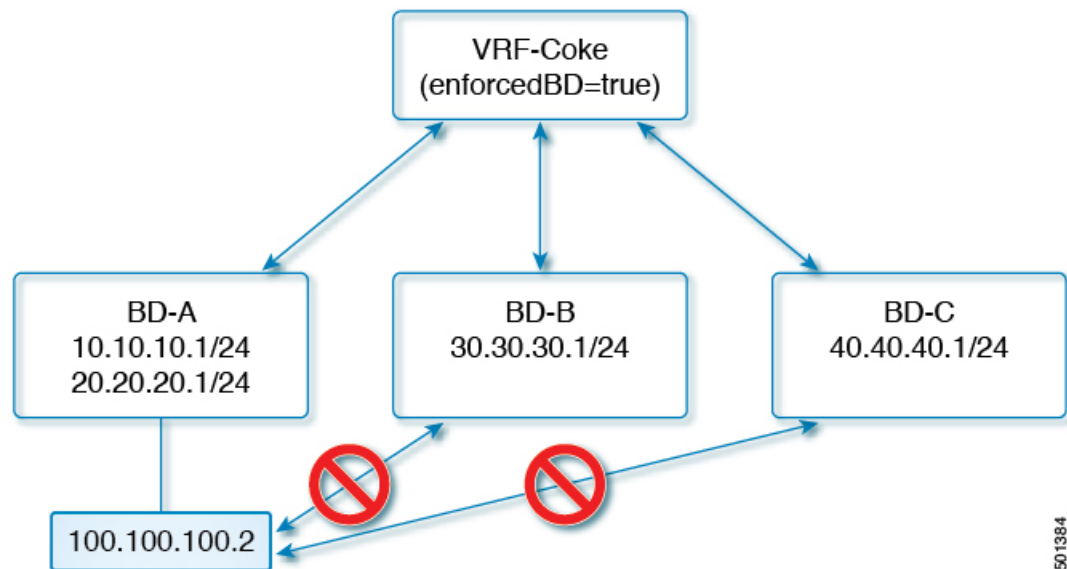 VRF-Coke
(enforcedBD=true)
BD-A
10.10.10.1/24
20.20.20.1/24
BD-B
30.30.30.1/24
BD-C
40.40.40.1/24
100.100.100.2
501384